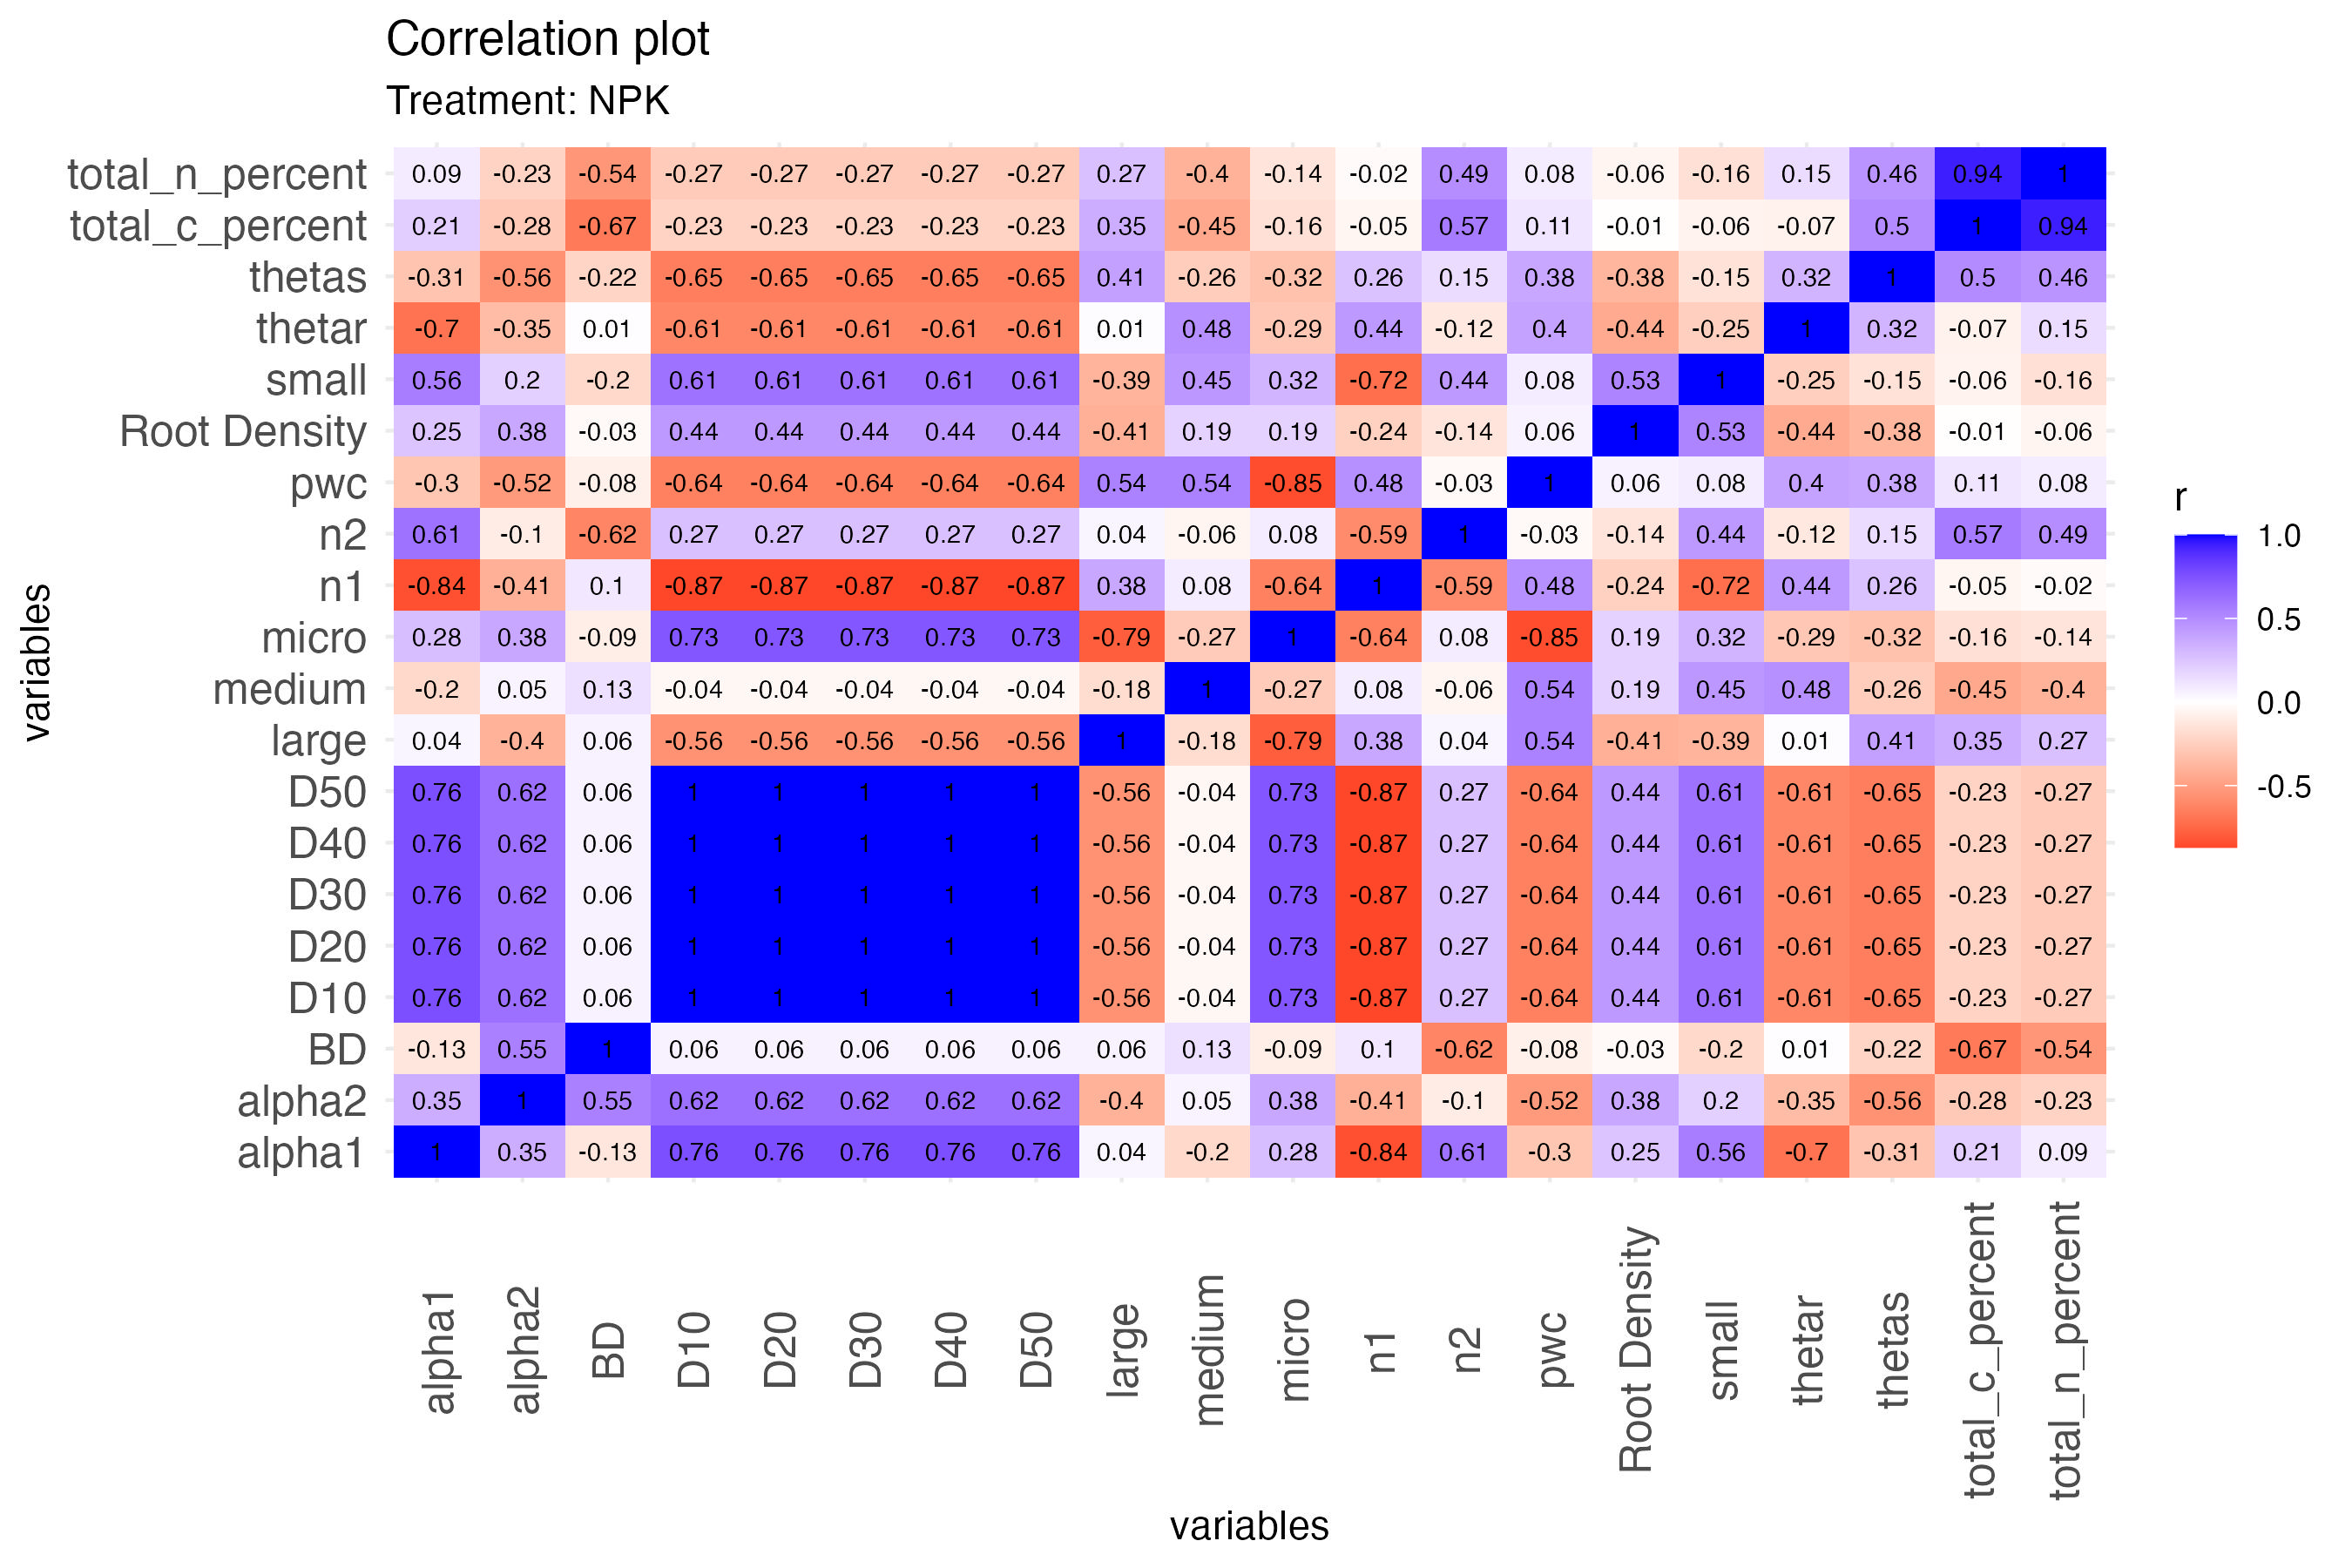 Correlation plot
Treatment: NPK
total_n_percent 0.09 -0.23 -0.54 -0.27 -0.27 -0.27 -0.27 -0.27 0.27 -0.4 -0.14 -0.02 0.49 0.08 -0.06 -0.16 0.15 0.46 0.94 1
total_c_percent 0.21 -0.28 -0.67 -0.23 -0.23 -0.23 -0.23 -0.23 0.35 -0.45 -0.16 -0.05 0.57 0.11 -0.01 -0.06 -0.07 0.5 1 0.94
thetas -0.31 -0.56 -0.22 -0.65 -0.65 -0.65 -0.65 -0.65 0.41 -0.26 -0.32 0.26 0.15 0.38 -0.38 -0.15 0.32 1 0.5 0.46
thetar -0.7 -0.35 0.01 -0.61 -0.61 -0.61 -0.61 -0.61 0.01 0.48 -0.29 0.44 -0.12 0.4 -0.44 -0.25 1 0.32 -0.07 0.15
small 0.56 0.2 -0.2 0.61 0.61 0.61 0.61 0.61 -0.39 0.45 0.32 -0.72 0.44 0.08 0.53 1 -0.25 -0.15 -0.06 -0.16
Root Density 0.25 0.38 -0.03 0.44 0.44 0.44 0.44 0.44 -0.41 0.19 0.19 -0.24 -0.14 0.06 1 0.53 -0.44 -0.38 -0.01 -0.06
pwc -0.3 -0.52 -0.08 -0.64 -0.64 -0.64 -0.64 -0.64 0.54 0.54 -0.85 0.48 -0.03 1 0.06 0.08 0.4 0.38 0.11 0.08
n2 0.61 -0.1 -0.62 0.27 0.27 0.27 0.27 0.27 0.04 -0.06 0.08 -0.59 1 -0.03 -0.14 0.44 -0.12 0.15 0.57 0.49
n1 -0.84 -0.41 0.1 -0.87 -0.87 -0.87 -0.87 -0.87 0.38 0.08 -0.64 1 -0.59 0.48 -0.24 -0.72 0.44 0.26 -0.05 -0.02
micro 0.28 0.38 -0.09 0.73 0.73 0.73 0.73 0.73 -0.79 -0.27 1 -0.64 0.08 -0.85 0.19 0.32 -0.29 -0.32 -0.16 -0.14
medium -0.2 0.05 0.13 -0.04 -0.04 -0.04 -0.04 -0.04 -0.18 1 -0.27 0.08 -0.06 0.54 0.19 0.45 0.48 -0.26 -0.45 -0.4
large 0.04 -0.4 0.06 -0.56 -0.56 -0.56 -0.56 -0.56 1 -0.18 -0.79 0.38 0.04 0.54 -0.41 -0.39 0.01 0.41 0.35 0.27
D50 0.76 0.62 0.06 1 1 1 1 1 -0.56 -0.04 0.73 -0.87 0.27 -0.64 0.44 0.61 -0.61 -0.65 -0.23 -0.27
D40 0.76 0.62 0.06 1 1 1 1 1 -0.56 -0.04 0.73 -0.87 0.27 -0.64 0.44 0.61 -0.61 -0.65 -0.23 -0.27
D30 0.76 0.62 0.06 1 1 1 1 1 -0.56 -0.04 0.73 -0.87 0.27 -0.64 0.44 0.61 -0.61 -0.65 -0.23 -0.27
D20 0.76 0.62 0.06 1 1 1 1 1 -0.56 -0.04 0.73 -0.87 0.27 -0.64 0.44 0.61 -0.61 -0.65 -0.23 -0.27
D10 0.76 0.62 0.06 1 1 1 1 1 -0.56 -0.04 0.73 -0.87 0.27 -0.64 0.44 0.61 -0.61 -0.65 -0.23 -0.27
BD -0.13 0.55 1 0.06 0.06 0.06 0.06 0.06 0.06 0.13 -0.09 0.1 -0.62 -0.08 -0.03 -0.2 0.01 -0.22 -0.67 -0.54
alpha2 0.35 1 0.55 0.62 0.62 0.62 0.62 0.62 -0.4 0.05 0.38 -0.41 -0.1 -0.52 0.38 0.2 -0.35 -0.56 -0.28 -0.23
alpha1 1 0.35 -0.13 0.76 0.76 0.76 0.76 0.76 0.04 -0.2 0.28 -0.84 0.61 -0.3 0.25 0.56 -0.7 -0.31 0.21 0.09
alpha1 alpha2 BD D10 D20 D30 D40 D50 large medium micro n1 n2 pwc Root Density small thetar thetas total_c_percent total_n_percent
variables
variables
r
1.0
0.5
0.0
-0.5